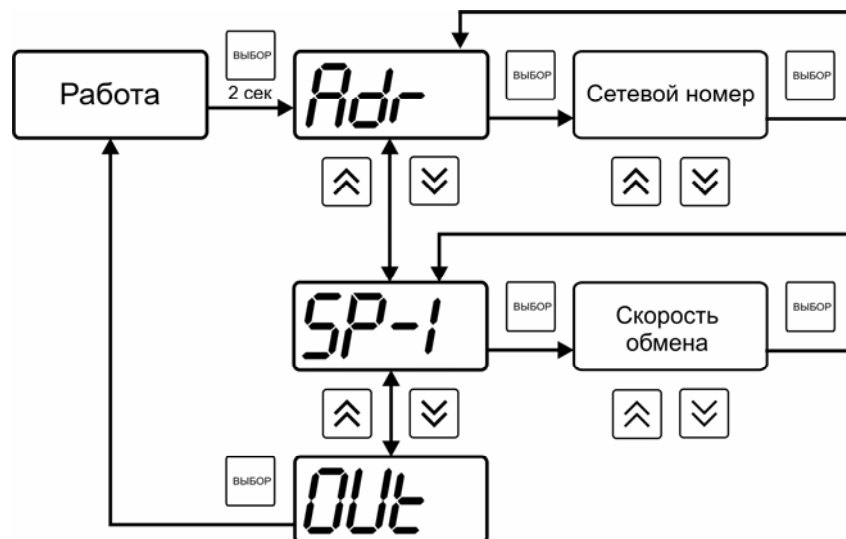 ВЫБОР
Работа
2 сек
Adr
ВЫБОР
Сетевой номер
ВЫБОР
SP-1
ВЫБОР
Скорость
обмена
ВЫБОР
ВЫБОР
OUt